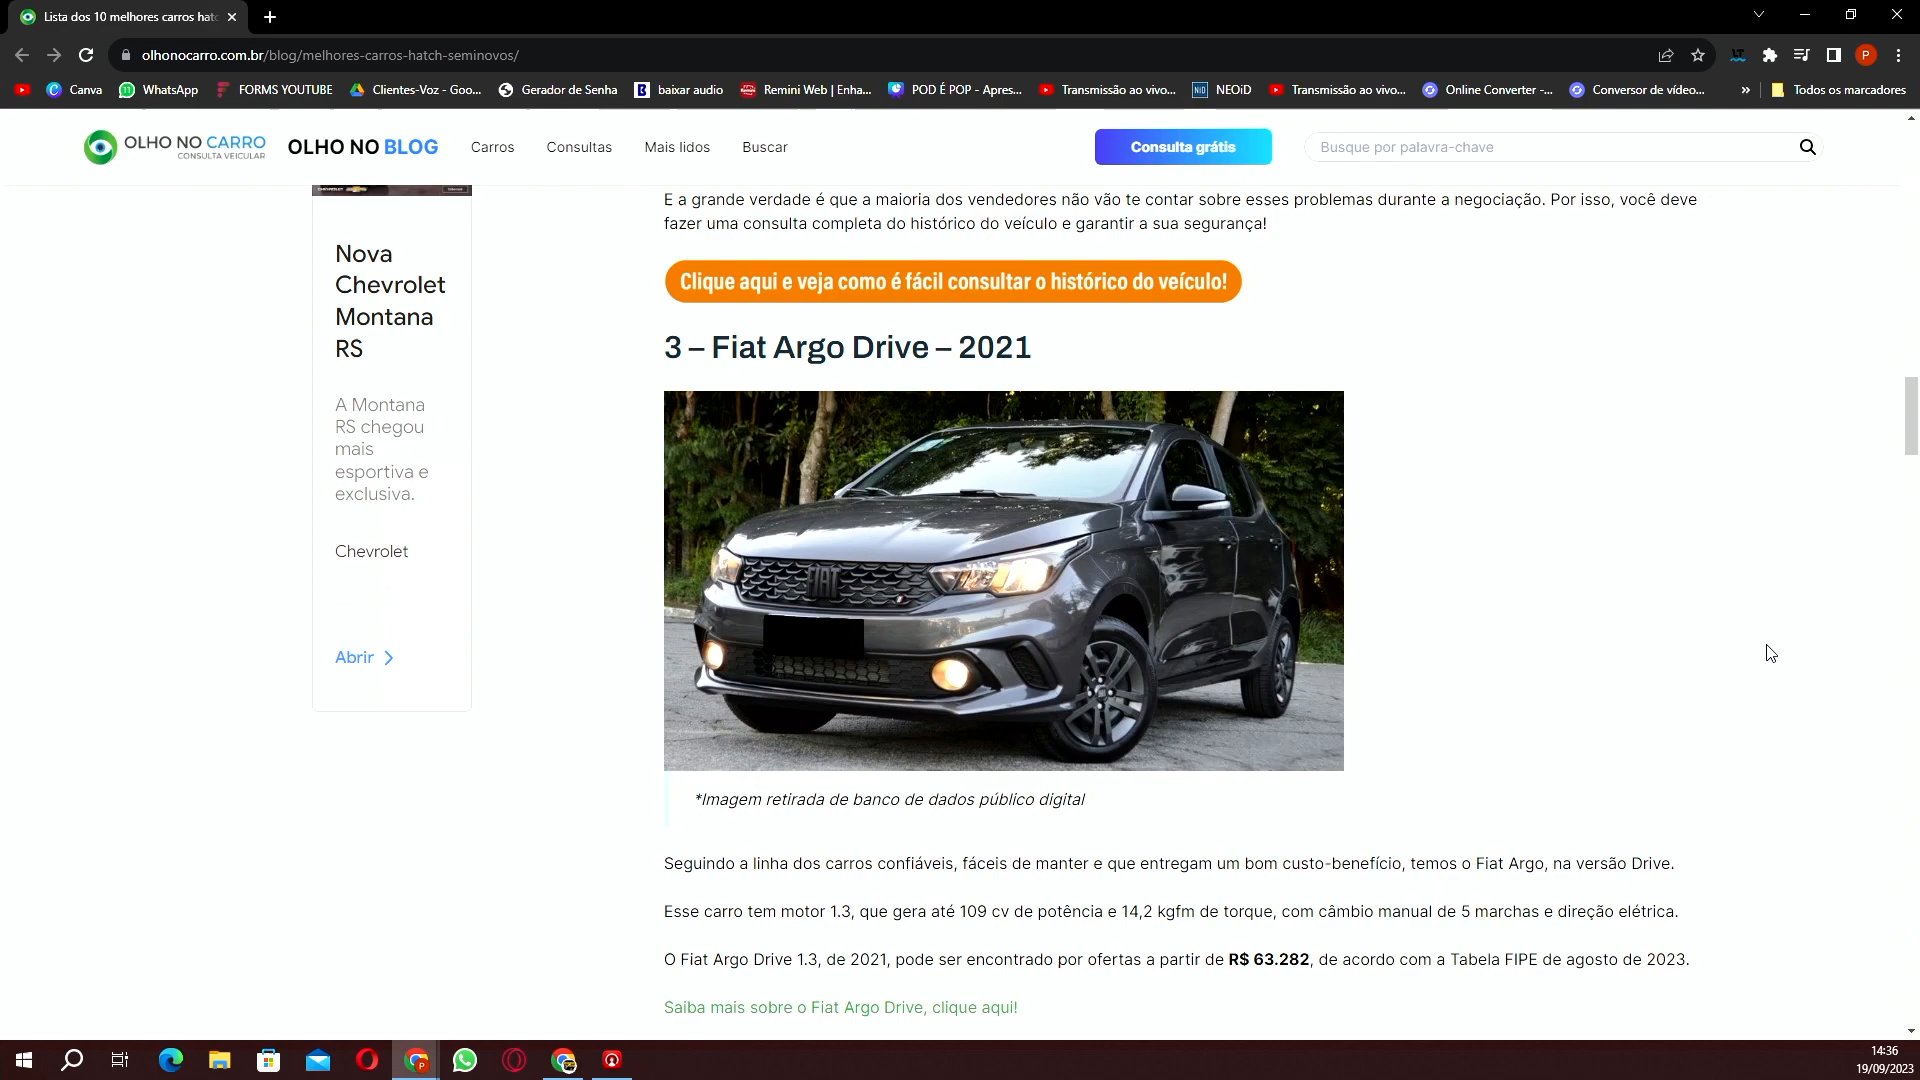 Lista dos 10 melhores carros hatc
olhonocarro.com.br/blog/melhores-carros-hatch-seminovos/
P
Canva
WhatsApp
FORMS YOUTUBE
Clientes-Voz - Goo...
Gerador de Senha
baixar audio
Remini Web | Enha...
POD É POP - Apres...
Transmissão ao vivo...
NEOiD
Transmissão ao vivo...
Online Converter -...
Conversor de vídeo...
»
Todos os marcadores
OLHO NO CARRO
CONSULTA VEICULAR
OLHO NO BLOG
Carros
Consultas
Mais lidos
Buscar
Consulta grátis
Busque por palavra-chave
Nova
Chevrolet
Montana
RS
A Montana
RS chegou
mais
esportiva e
exclusiva.
Chevrolet
Abrir
E a grande verdade é que a maioria dos vendedores não vão te contar sobre esses problemas durante a negociação. Por isso, você deve
fazer uma consulta completa do histórico do veículo e garantir a sua segurança!
Clique aqui e veja como é fácil consultar o histórico do veículo!
3 – Fiat Argo Drive – 2021
FIAT
*Imagem retirada de banco de dados público digital
Seguindo a linha dos carros confiáveis, fáceis de manter e que entregam um bom custo-benefício, temos o Fiat Argo, na versão Drive.
Esse carro tem motor 1.3, que gera até 109 cv de potência e 14,2 kgfm de torque, com câmbio manual de 5 marchas e direção elétrica.
O Fiat Argo Drive 1.3, de 2021, pode ser encontrado por ofertas a partir de R$ 63.282, de acordo com a Tabela FIPE de agosto de 2023.
Saiba mais sobre o Fiat Argo Drive, clique aqui!
14:36
19/09/2023